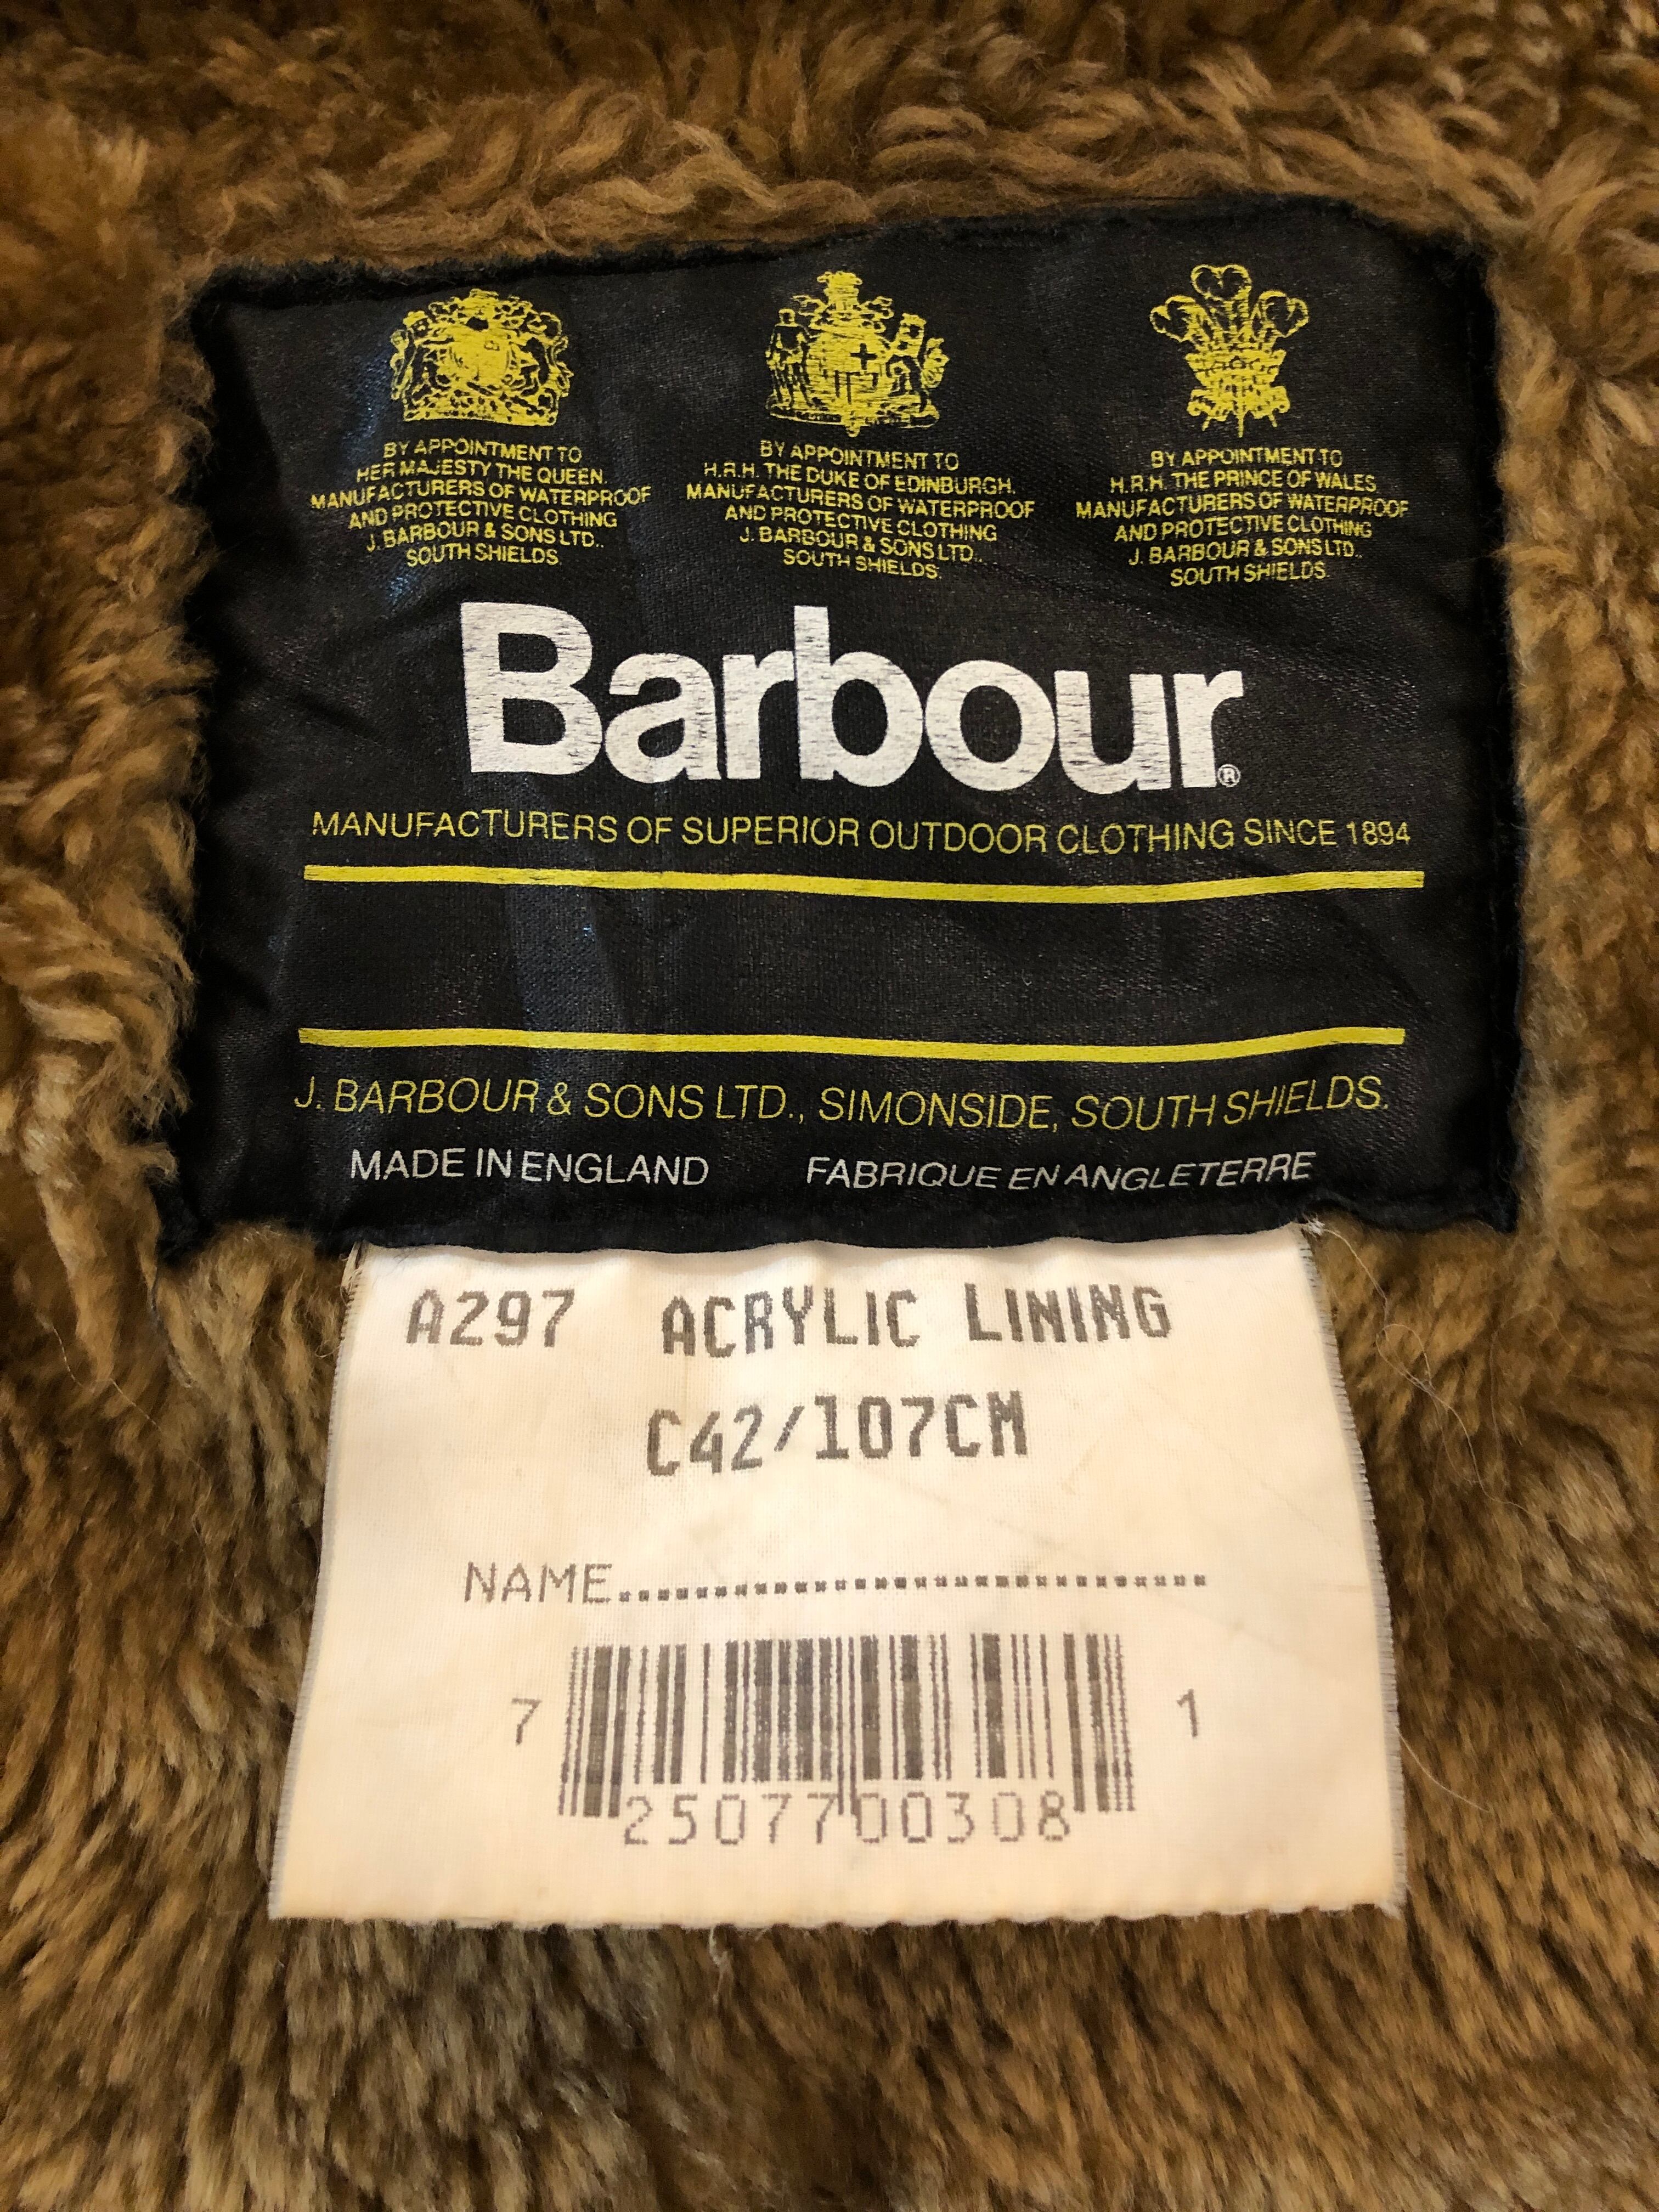 BY APPOINTMENT TO
HER MAJESTY THE QUEEN.
MANUFACTURERS OF WATERPROOF
AND PROTECTIVE CLOTHING
J. BARBOUR & SONS LTD..
SOUTH SHIELDS.
BY APPOINTMENT TO
H.R.H. THE DUKE OF EDINBURGH.
MANUFACTURERS OF WATERPROOF
AND PROTECTIVE CLOTHING
J. BARBOUR & SONS LTD..
SOUTH SHIELDS.
BY APPOINTMENT TO
H.R.H. THE PRINCE OF WALES
MANUFACTURERS OF WATERPROOF
AND PROTECTIVE CLOTHING
J. BARBOUR & SONS LTD..
SOUTH SHIELDS.
Barbour®
MANUFACTURERS OF SUPERIOR OUTDOOR CLOTHING SINCE 1894
J. BARBOUR & SONS LTD., SIMONSIDE, SOUTH SHIELDS.
MADE IN ENGLAND FABRIQUE EN ANGLETERRE
A297 ACRYLIC LINING
C42/107CM
NAME................................
7 25077 00308 1